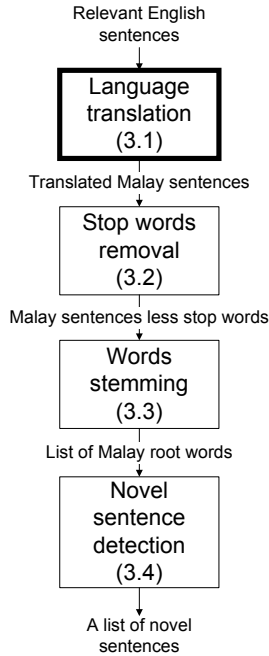 Relevant English
sentences
Language
translation
(3.1)
Translated Malay sentences
Stop words
removal
(3.2)
Malay sentences less stop words
Words
stemming
(3.3)
List of Malay root words
Novel
sentence
detection
(3.4)
A list of novel
sentences